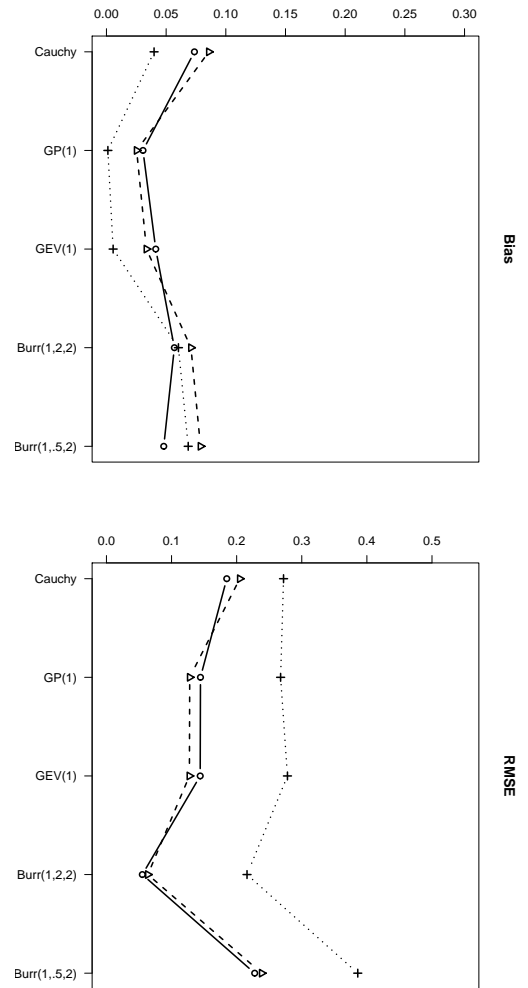 0.00 0.05 0.10 0.15 0.20 0.25 0.30
Cauchy
GP(1)
GEV(1)
Burr(1,2,2)
Burr(1,.5,2)
Bias
0.0 0.1 0.2 0.3 0.4 0.5
Cauchy
GP(1)
GEV(1)
Burr(1,2,2)
Burr(1,.5,2)
RMSE